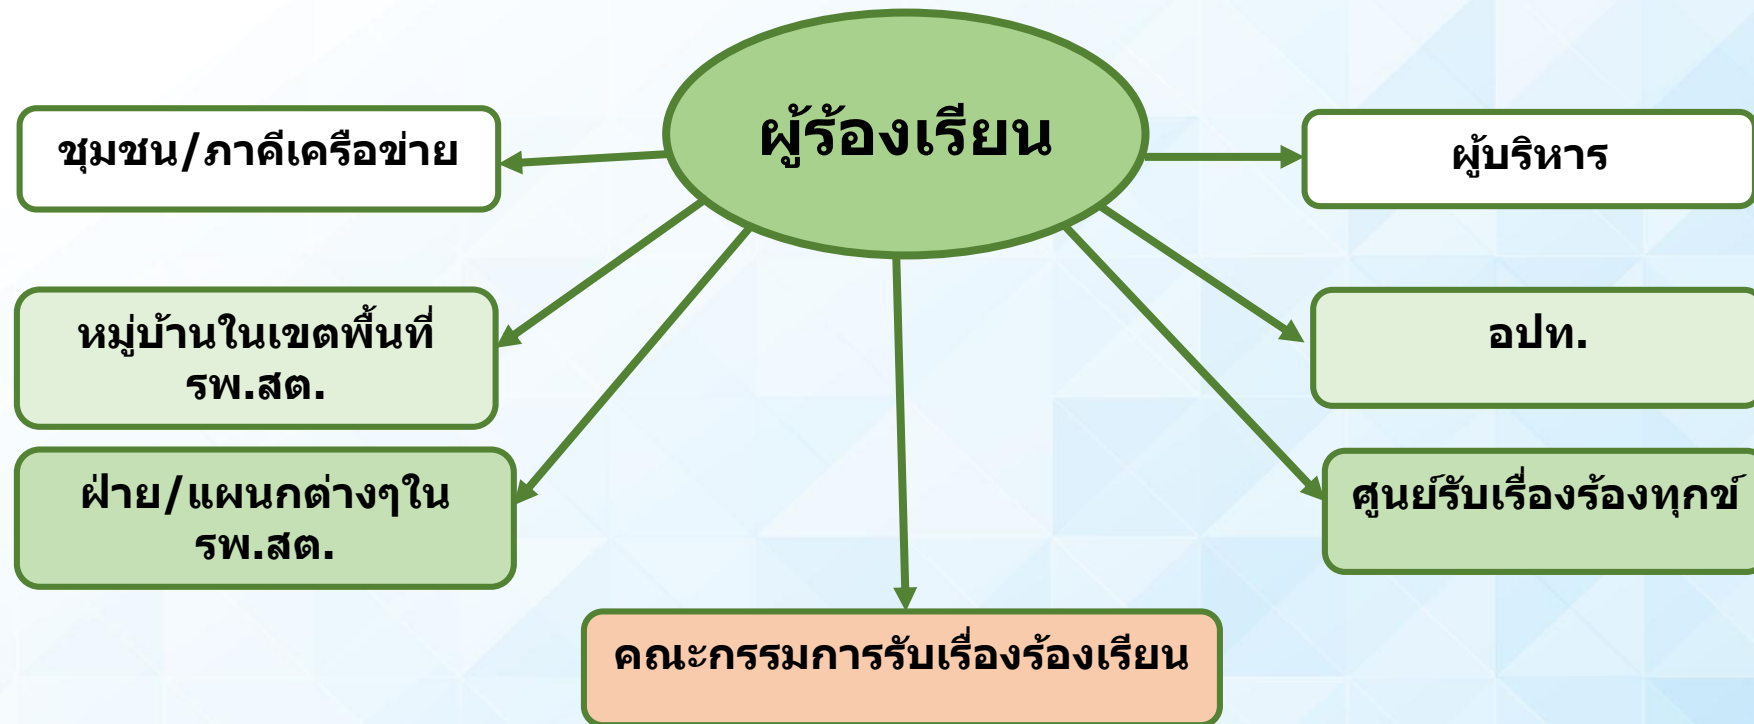 ผู้ร้องเรียน
ชุมชน/ภาคีเครือข่าย
ผู้บริหาร
หมู่บ้านในเขตพื้นที่
รพ.สต.
อปท.
ฝ่าย/แผนกต่างๆใน
รพ.สต.
ศูนย์รับเรื่องร้องทุกข์
คณะกรรมการรับเรื่องร้องเรียน